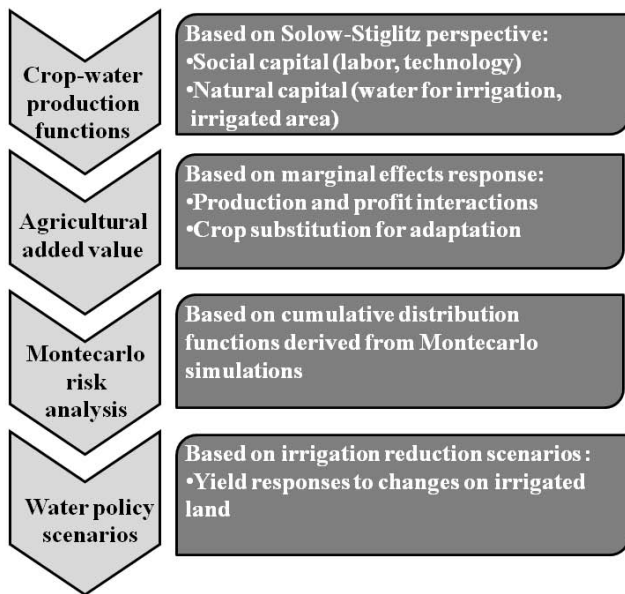 Crop-water
production
functions
Based on Solow-Stiglitz perspective:
•Social capital (labor, technology)
•Natural capital (water for irrigation,
irrigated area)
Agricultural
added value
Based on marginal effects response:
•Production and profit interactions
•Crop substitution for adaptation
Montecarlo
risk
analysis
Based on cumulative distribution
functions derived from Montecarlo
simulations
Water policy
scenarios
Based on irrigation reduction scenarios :
•Yield responses to changes on irrigated
land